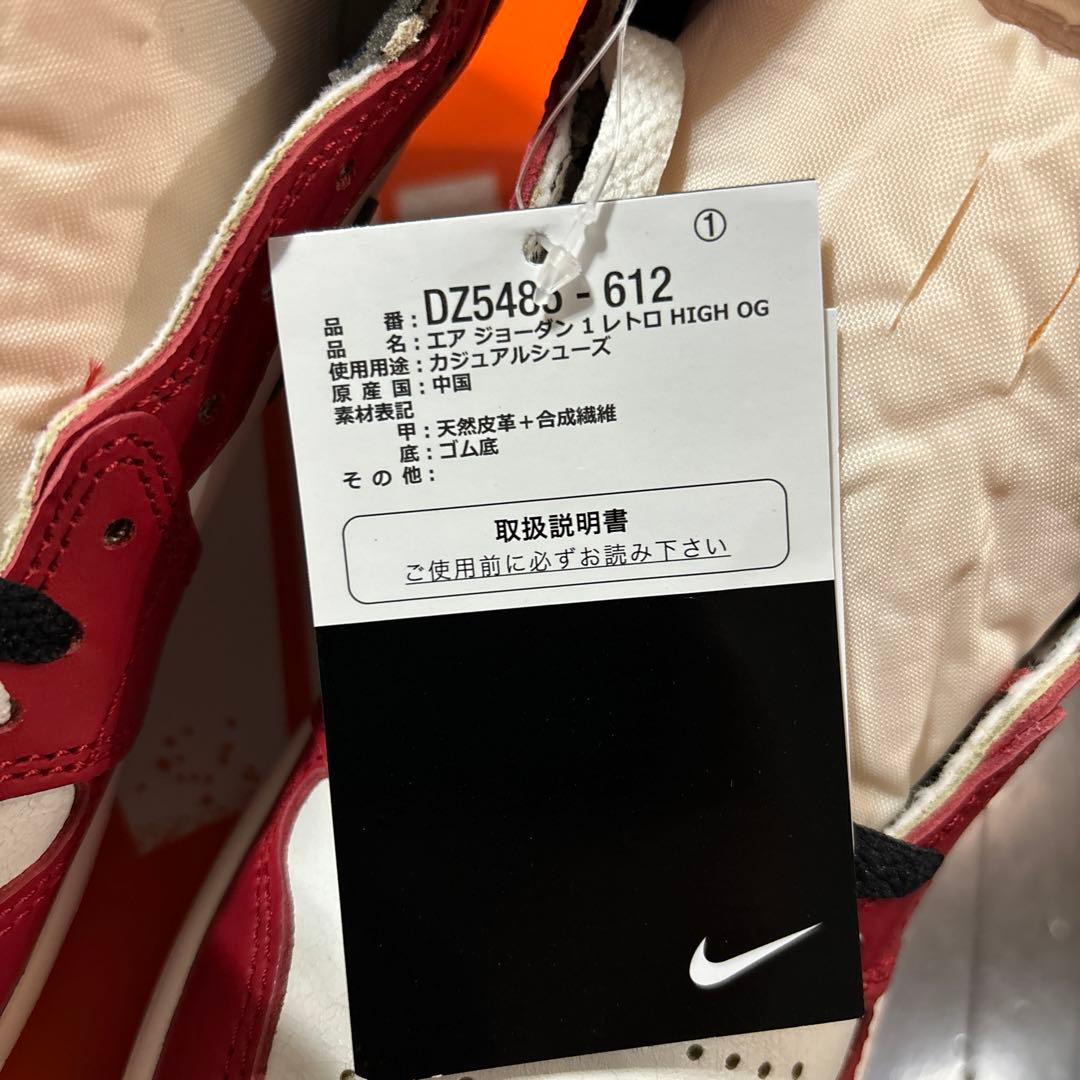 ①
品 番 : DZ5485 - 612
品 名 : エア ジョーダン 1 レトロ HIGH OG
使用用途 : カジュアルシューズ
原 産 国 : 中国
素材表記
甲 : 天然皮革＋合成繊維
底 : ゴム底
そ の 他 :
取扱説明書
ご使用前に必ずお読み下さい